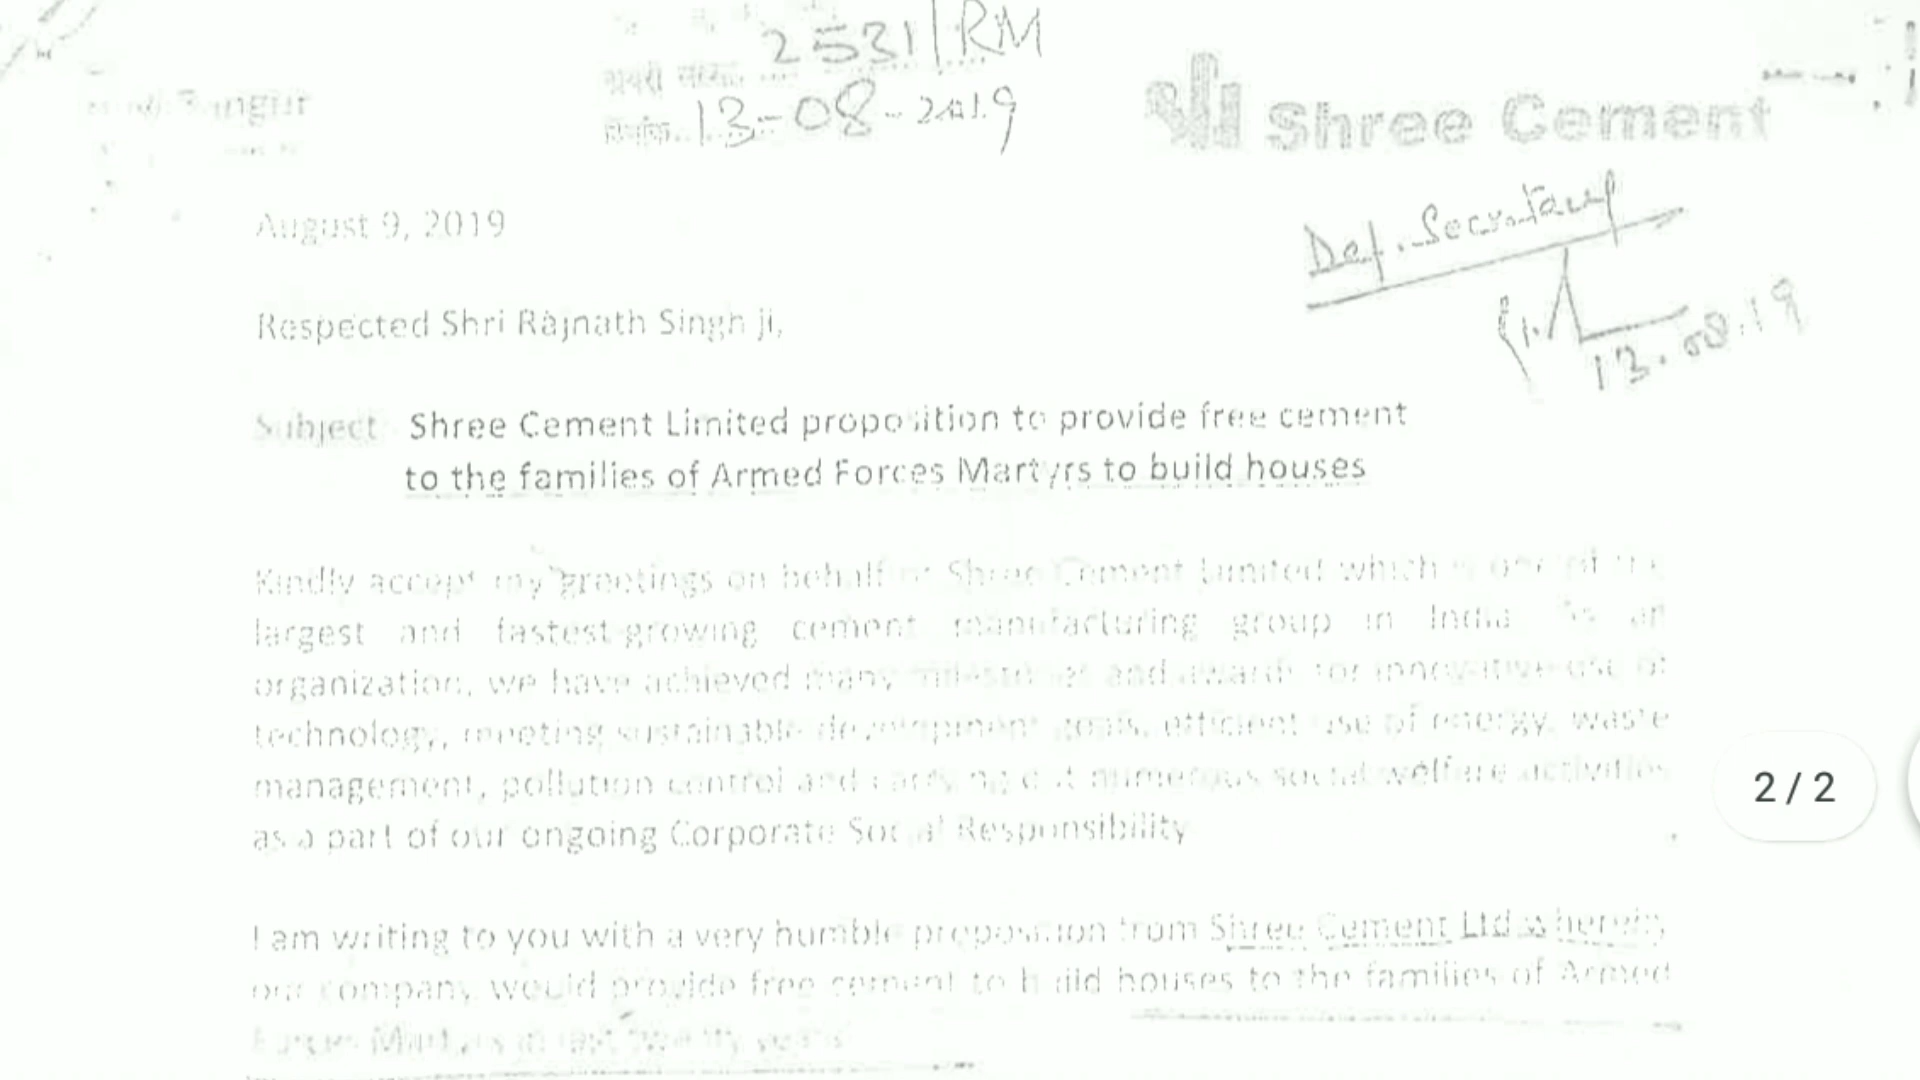 2531/RM
13-08-2019
Shree Cement
August 9, 2019
Def. Secretary
13.08.19
Respected Shri Rajnath Singh ji,
Subject Shree Cement Limited proposition to provide free cement
to the families of Armed Forces Martyrs to build houses
Kindly accept my greetings on behalf of Shree Cement Limited which is one of the
largest and fastest growing cement manufacturing group in India As an
organization, we have achieved many milestones and awards for innovative use of
technology, meeting sustainable development goals, efficient use of energy, waste
management, pollution control and carrying out numerous social welfare activities
as a part of our ongoing Corporate Social Responsibility
I am writing to you with a very humble proposition from Shree Cement Ltd wherein
our company would provide free cement to build houses to the families of Armed
Forces Martyrs in last twenty years
2 / 2